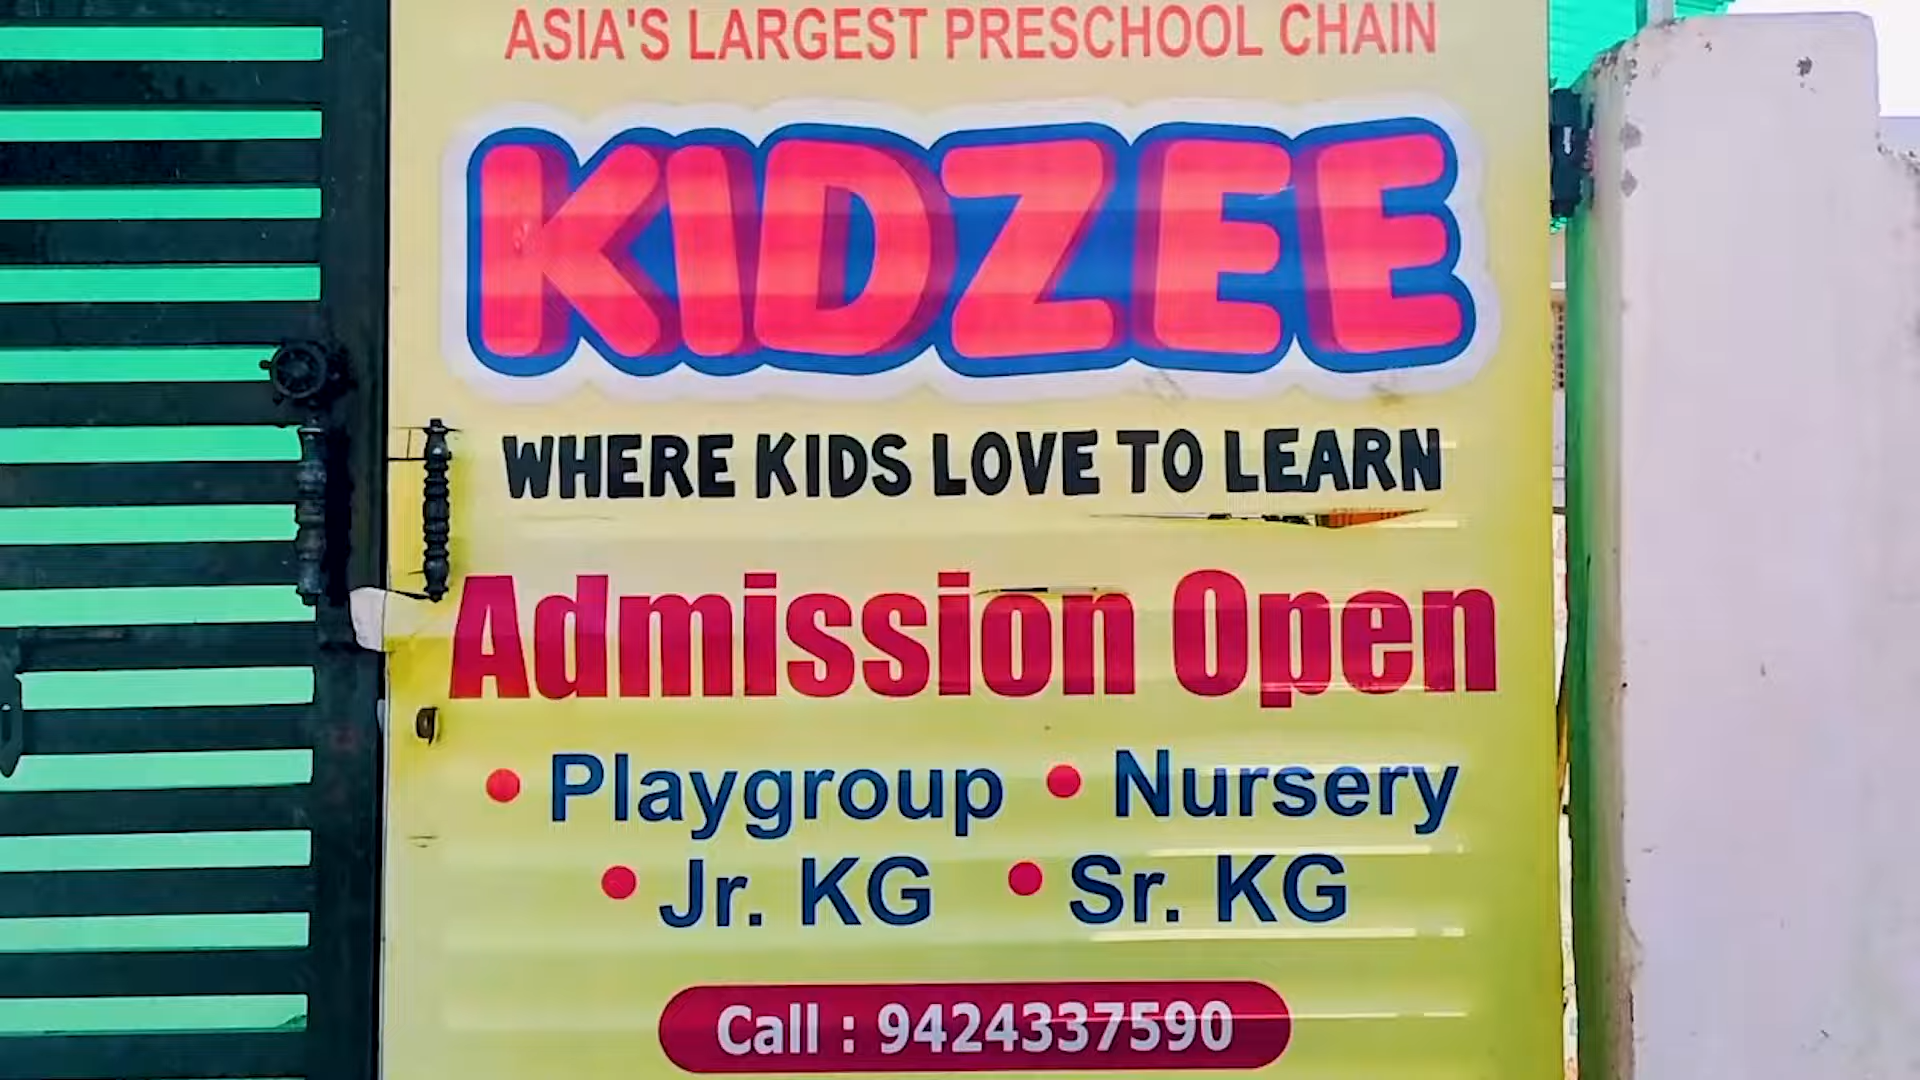 ASIA'S LARGEST PRESCHOOL CHAIN
KIDZEE
WHERE KIDS LOVE TO LEARN
Admission Open
• Playgroup • Nursery
• Jr. KG • Sr. KG
Call : 9424337590